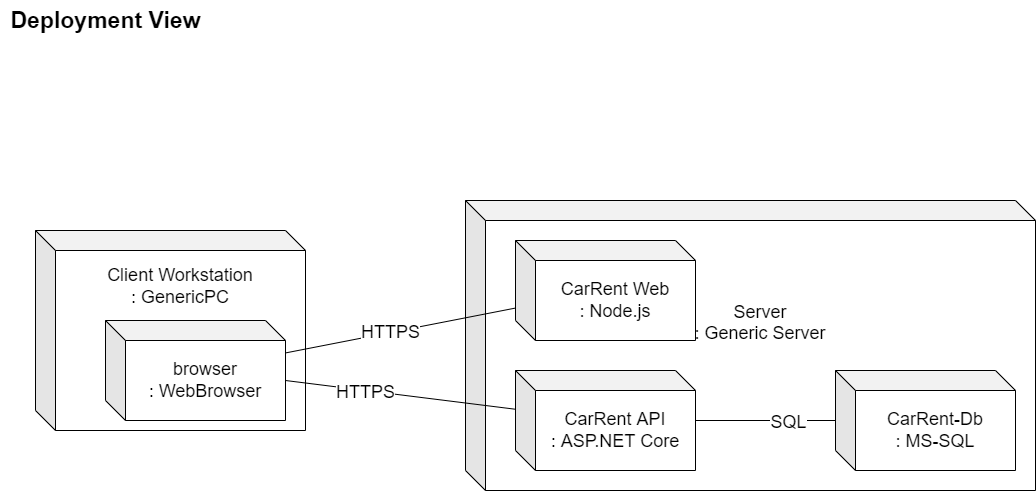 Deployment View
Client Workstation
: GenericPC
browser
: WebBrowser
HTTPS
HTTPS
CarRent Web
: Node.js
Server
: Generic Server
CarRent API
: ASP.NET Core
SQL
CarRent-Db
: MS-SQL